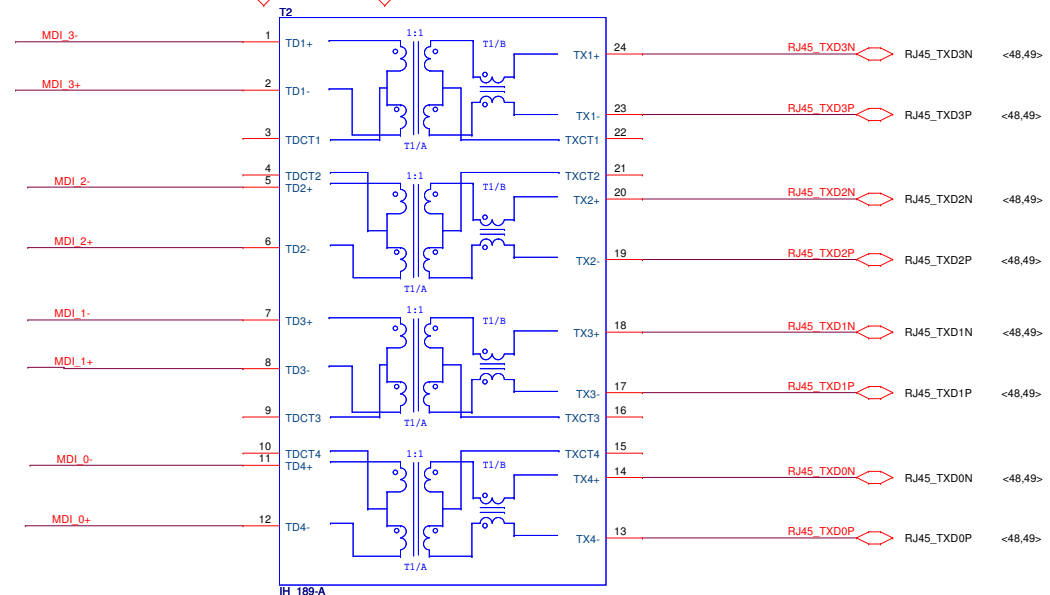 T2
MDI_3- 1 TD1+ 1:1 T1/B TX1+ 24 RJ45_TXD3N RJ45_TXD3N <48,49>
MDI_3+ 2 TD1- TX1- 23 RJ45_TXD3P RJ45_TXD3P <48,49>
3 TDCT1 T1/A TXCT1 22
4 TDCT2 1:1 TXCT2 21
MDI_2- 5 TD2+ T1/B TX2+ 20 RJ45_TXD2N RJ45_TXD2N <48,49>
MDI_2+ 6 TD2- TX2- 19 RJ45_TXD2P RJ45_TXD2P <48,49>
T1/A
MDI_1- 7 TD3+ 1:1 T1/B TX3+ 18 RJ45_TXD1N RJ45_TXD1N <48,49>
MDI_1+ 8 TD3- TX3- 17 RJ45_TXD1P RJ45_TXD1P <48,49>
9 TDCT3 T1/A TXCT3 16
10 TDCT4 1:1 TXCT4 15
MDI_0- 11 TD4+ T1/B TX4+ 14 RJ45_TXD0N RJ45_TXD0N <48,49>
MDI_0+ 12 TD4- TX4- 13 RJ45_TXD0P RJ45_TXD0P <48,49>
T1/A
IH_189-A